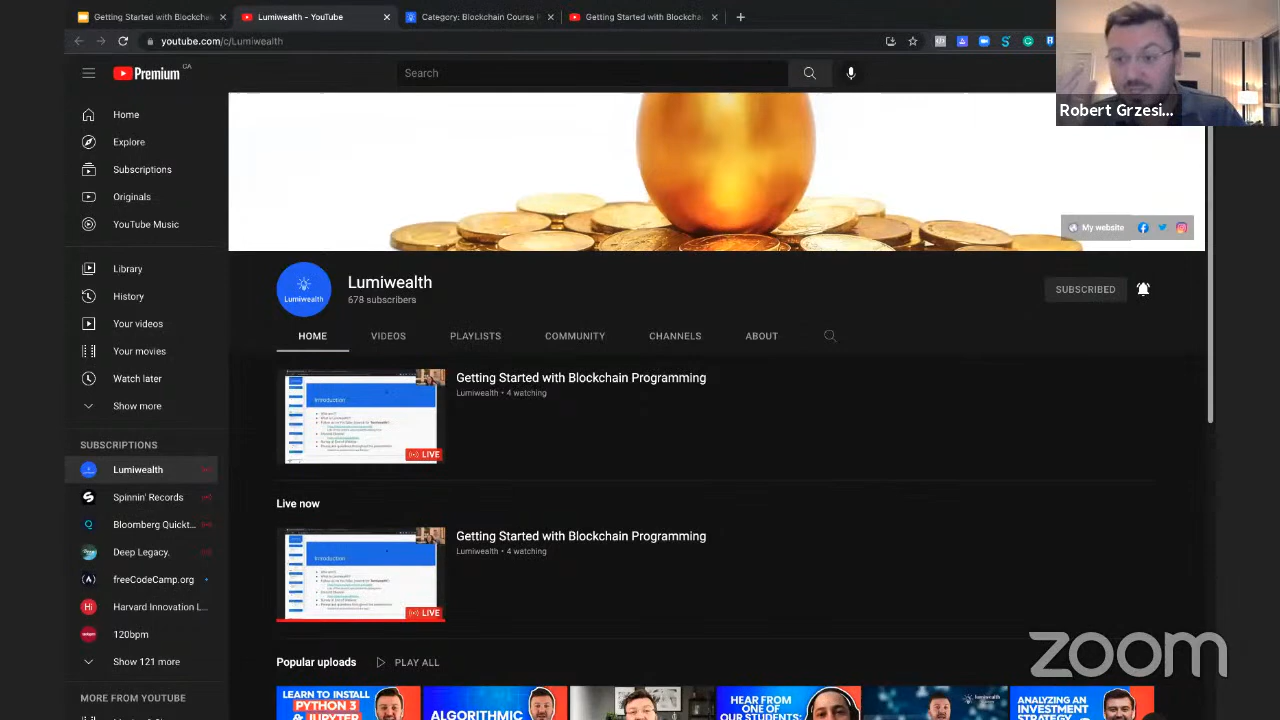 Getting Started with Blockcha
Lumiwealth - YouTube
Category: Blockchain Course
Getting Started with Blockcha
youtube.com/c/Lumiwealth
Premium CA
Search
Robert Grzesi...
Home
Explore
Subscriptions
Originals
YouTube Music
My website
Library
History
Your videos
Your movies
Watch later
Show more
Lumiwealth
Lumiwealth
678 subscribers
SUBSCRIBED
HOME VIDEOS PLAYLISTS COMMUNITY CHANNELS ABOUT
Introduction
LIVE
Getting Started with Blockchain Programming
Lumiwealth • 4 watching
SUBSCRIPTIONS
Lumiwealth
Spinnin' Records
Bloomberg Quickt...
Deep Legacy.
freeCodeCamp.org
Harvard Innovation L...
120bpm
Show 121 more
MORE FROM YOUTUBE
Live now
Introduction
LIVE
Getting Started with Blockchain Programming
Lumiwealth • 4 watching
Popular uploads
PLAY ALL
LEARN TO INSTALL
PYTHON 3
& JUPYTER
ALGORITHMIC
HEAR FROM
ONE OF
OUR STUDENTS:
lumiwealth
ANALYZING AN
INVESTMENT
STRATEGY
zoom